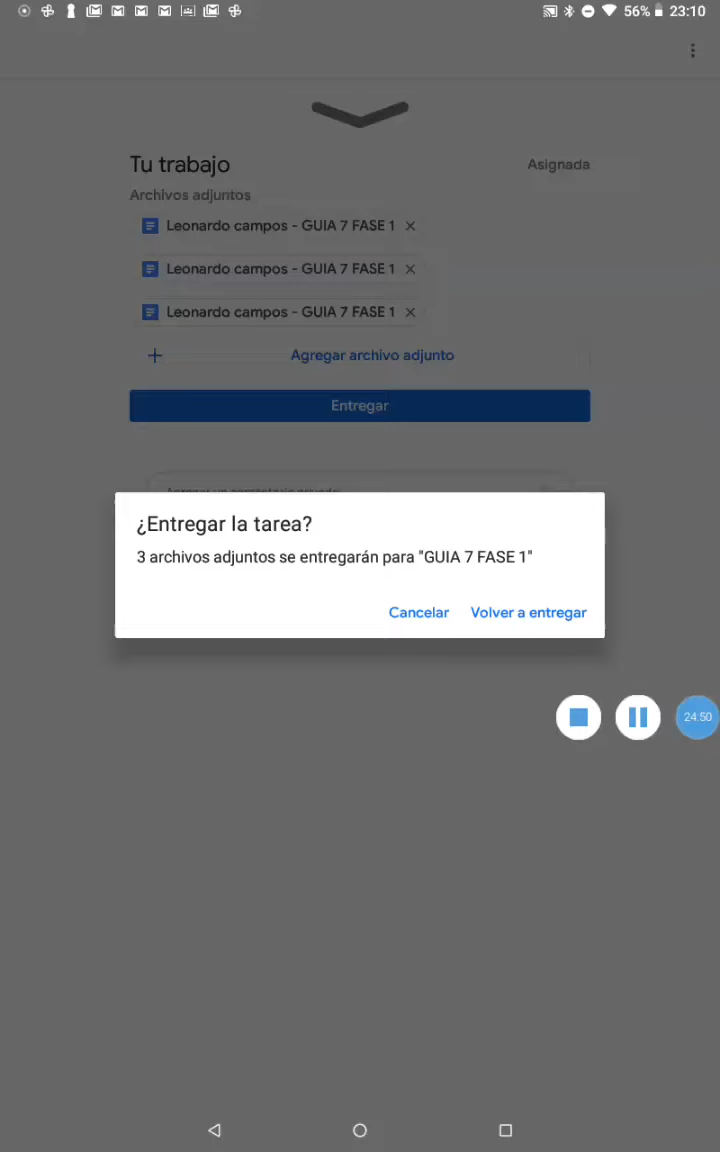 56% 23:10
Tu trabajo
Asignada
Archivos adjuntos
Leonardo campos - GUIA 7 FASE 1
Leonardo campos - GUIA 7 FASE 1
Leonardo campos - GUIA 7 FASE 1
Agregar archivo adjunto
Entregar
¿Entregar la tarea?
3 archivos adjuntos se entregarán para "GUIA 7 FASE 1"
Cancelar Volver a entregar
24:50